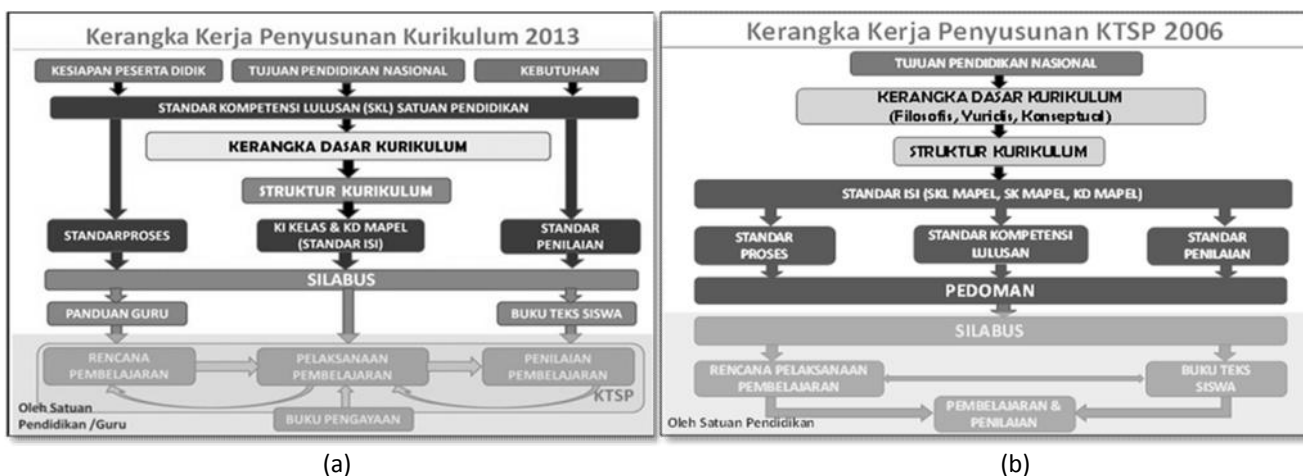 Kerangka Kerja Penyusunan Kurikulum 2013
KESIAPAN PESERTA DIDIK
TUJUAN PENDIDIKAN NASIONAL
KEBUTUHAN
STANDAR KOMPETENSI LULUSAN (SKL) SATUAN PENDIDIKAN
KERANGKA DASAR KURIKULUM
STRUKTUR KURIKULUM
STANDARPROSES
KI KELAS & KD MAPEL
(STANDAR ISI)
STANDAR
PENILAIAN
SILABUS
PANDUAN GURU
BUKU TEKS SISWA
RENCANA
PEMBELAJARAN
PELAKSANAAN
PEMBELAJARAN
PENILAIAN
PEMBELAJARAN
KTSP
BUKU PENGAYAAN
Oleh Satuan
Pendidikan /Guru
(a)
Kerangka Kerja Penyusunan KTSP 2006
TUJUAN PENDIDIKAN NASIONAL
KERANGKA DASAR KURIKULUM
(Filosofis, Yuridis, Konseptual)
STRUKTUR KURIKULUM
STANDAR ISI (SKL MAPEL, SK MAPEL, KD MAPEL)
STANDAR
PROSES
STANDAR KOMPETENSI
LULUSAN
STANDAR
PENILAIAN
PEDOMAN
SILABUS
RENCANA PELAKSANAAN
PEMBELAJARAN
BUKU TEKS
SISWA
PEMBELAJARAN &
PENILAIAN
Oleh Satuan Pendidikan
(b)